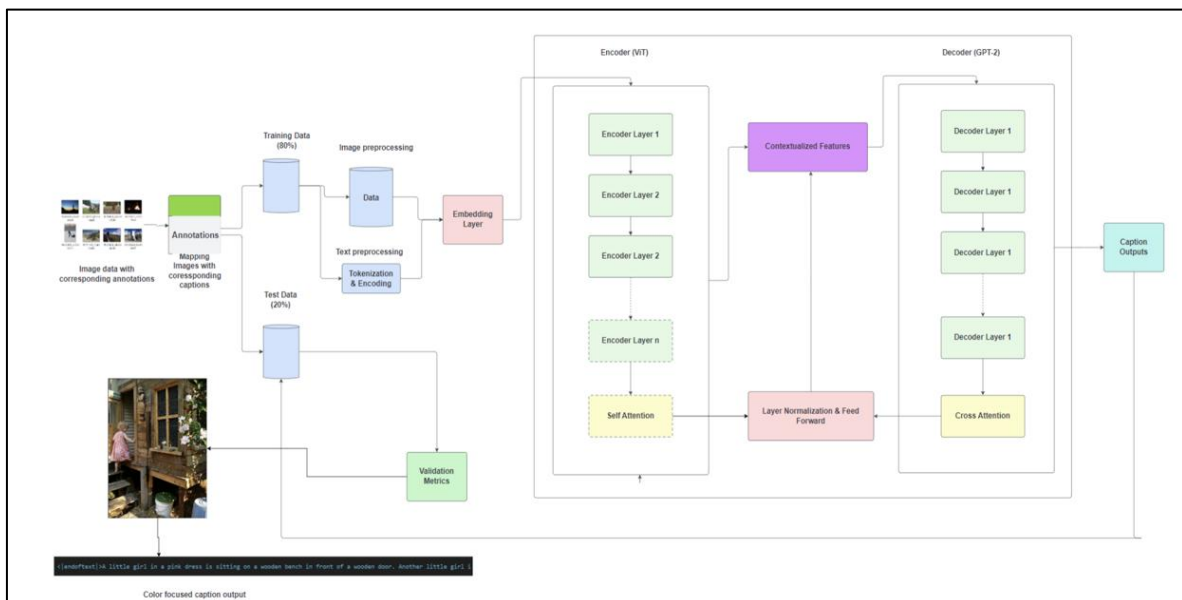 Encoder (ViT)
Decoder (GPT-2)
Training Data
(80%)
Image preprocessing
Encoder Layer 1
Contextualized Features
Decoder Layer 1
Data
Encoder Layer 2
Decoder Layer 1
Annotations
Embedding
Layer
Mapping
Images with
coressponding
captions
Image data with
corresponding annotations
Text preprocessing
Tokenization
& Encoding
Encoder Layer 2
Decoder Layer 1
Caption
Outputs
Test Data
(20%)
Encoder Layer n
Decoder Layer 1
Self Attention
Layer Normalization & Feed
Forward
Cross Attention
Validation
Metrics
<|endoftext|>A little girl in a pink dress is sitting on a wooden bench in front of a wooden door. Another little girl i
Color focused caption output